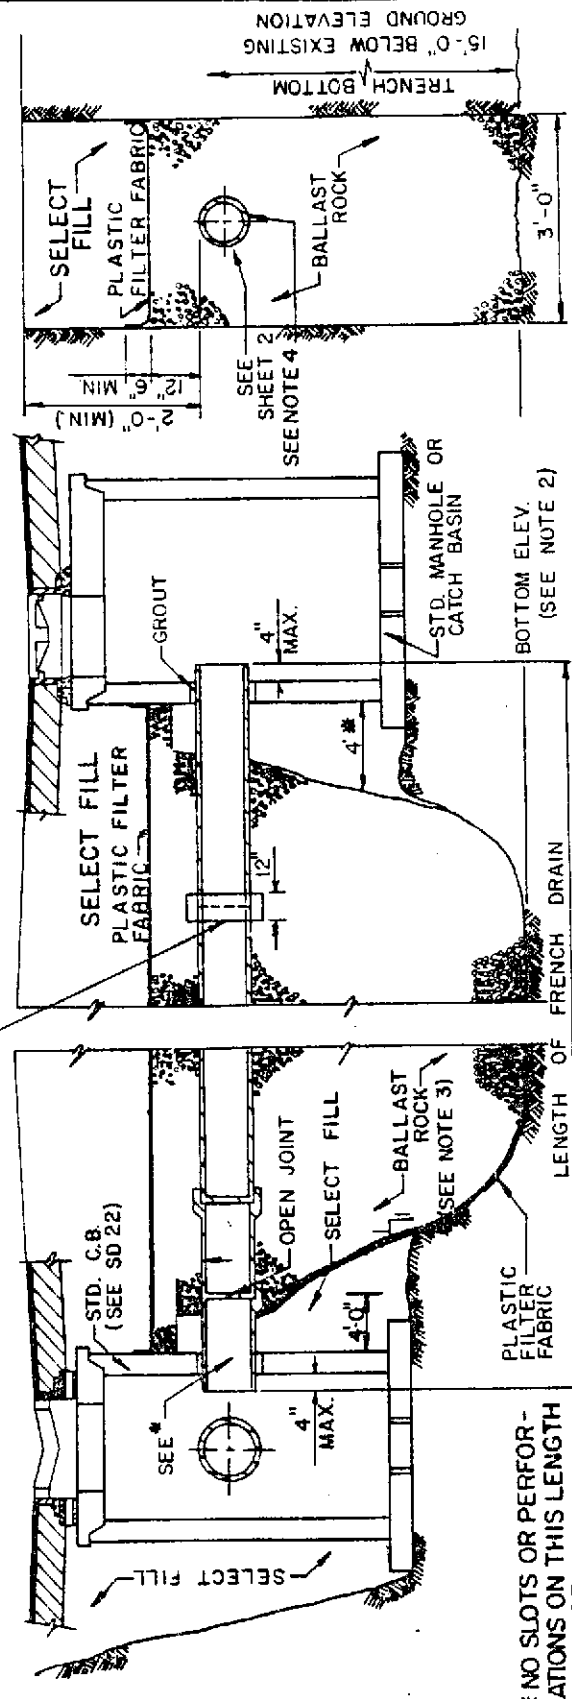 SELECT FILL
STD. C.B.
(SEE SD 22)
SEE *
4"
MAX.
4'-0"
OPEN JOINT
SELECT FILL
BALLAST
ROCK
(SEE NOTE 3)
PLASTIC
FILTER
FABRIC
NO SLOTS OR PERFOR-
ATIONS ON THIS LENGTH
LENGTH OF FRENCH DRAIN
SELECT FILL
PLASTIC FILTER
FABRIC
12"
GROUT
4"
MAX.
4' *
STD. MANHOLE OR
CATCH BASIN
BOTTOM ELEV.
(SEE NOTE 2)
SELECT
FILL
PLASTIC
FILTER FABRIC
2'-0" (MIN.)
12" 6" MIN.
SEE
SHEET 2
SEE NOTE 4
BALLAST
ROCK
3'-0"
TRENCH BOTTOM
15'-0" BELOW EXISTING
GROUND ELEVATION